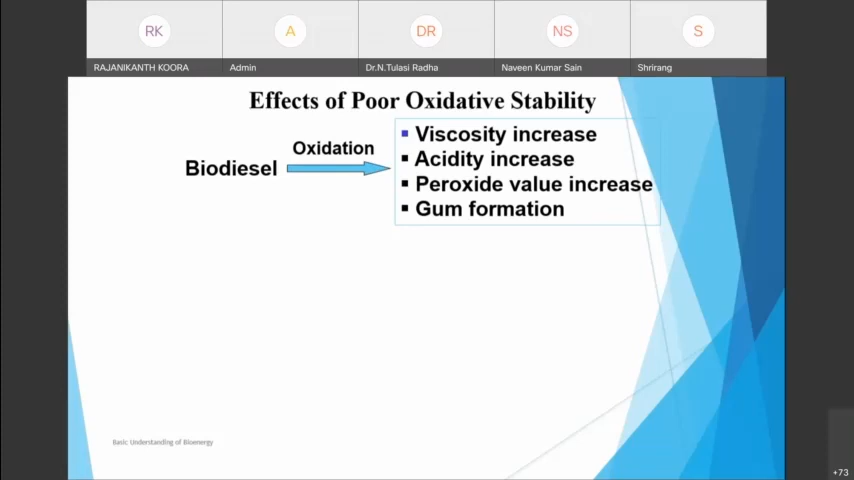 RK
A
DR
NS
S
RAJANIKANTH KOORA
Admin
Dr.N.Tulasi Radha
Naveen Kumar Sain
Shrirang
Effects of Poor Oxidative Stability
Biodiesel
Oxidation
▪ Viscosity increase
▪ Acidity increase
▪ Peroxide value increase
▪ Gum formation
Basic Understanding of Bioenergy
+73